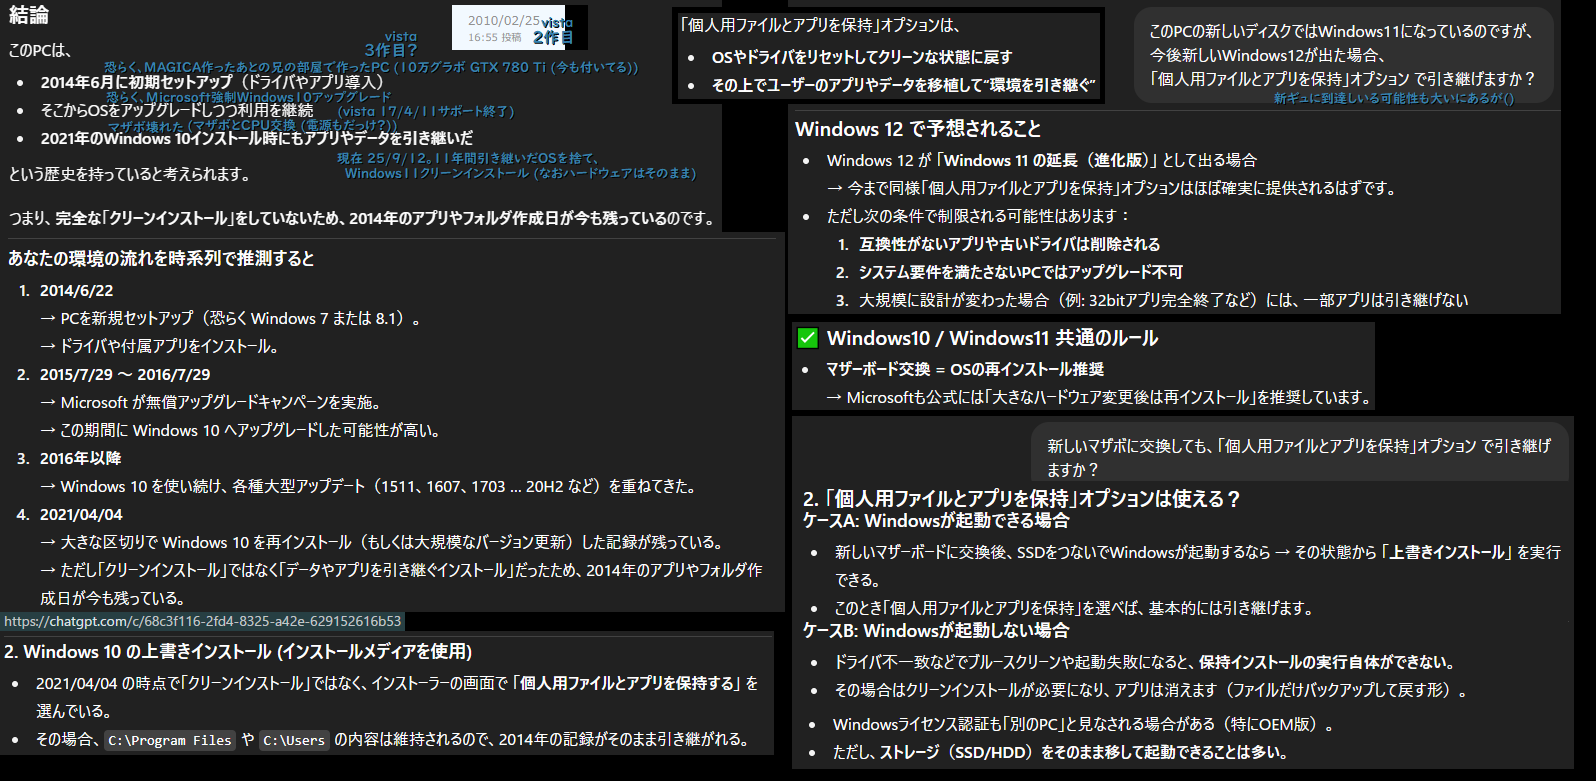 結論
2010/02/25
16:55 投稿
vista
2作目
vista
3作目?
このPCは、
恐らく、MAGICA作ったあとの兄の部屋で作ったPC (10万グラボ GTX 780 Ti (今も付いてる))
• 2014年6月に初期セットアップ（ドライバやアプリ導入）
恐らく、Microsoft強制Windows10アップグレード
• そこからOSをアップグレードしつつ利用を継続
(vista 17/4/11サポート終了)
マザボ壊れた (マザボとCPU交換 (電源もだっけ?))
• 2021年のWindows 10インストール時にもアプリやデータを引き継いだ
現在 25/9/12。11年間引き継いだOSを捨て、
Windows11クリーンインストール (なおハードウェアはそのまま)
という歴史を持っていると考えられます。
つまり、完全な「クリーンインストール」をしていないため、2014年のアプリやフォルダ作成日が今も残っているのです。
あなたの環境の流れを時系列で推測すると
1. 2014/6/22
→ PCを新規セットアップ（恐らく Windows 7 または 8.1）。
→ ドライバや付属アプリをインストール。
2. 2015/7/29 〜 2016/7/29
→ Microsoft が無償アップグレードキャンペーンを実施。
→ この期間に Windows 10 へアップグレードした可能性が高い。
3. 2016年以降
→ Windows 10 を使い続け、各種大型アップデート（1511、1607、1703 ... 20H2 など）を重ねてきた。
4. 2021/04/04
→ 大きな区切りで Windows 10 を再インストール（もしくは大規模なバージョン更新）した記録が残っている。
→ ただし「クリーンインストール」ではなく「データやアプリを引き継ぐインストール」だったため、2014年のアプリやフォルダ作
成日が今も残っている。
https://chatgpt.com/c/68c3f116-2fd4-8325-a42e-629152616b53
2. Windows 10 の上書きインストール (インストールメディアを使用)
• 2021/04/04 の時点で「クリーンインストール」ではなく、インストーラーの画面で 「個人用ファイルとアプリを保持する」 を
選んでいる。
• その場合、 C:\Program Files や C:\Users の内容は維持されるので、2014年の記録がそのまま引き継がれる。
「個人用ファイルとアプリを保持」オプションは、
• OSやドライバをリセットしてクリーンな状態に戻す
• その上でユーザーのアプリやデータを移植して“環境を引き継ぐ”
このPCの新しいディスクではWindows11になっているのですが、
今後新しいWindows12が出た場合、
「個人用ファイルとアプリを保持」オプション で引き継げますか？
新ギュに到達しいる可能性も大いにあるが()
Windows 12 で予想されること
• Windows 12 が 「Windows 11 の延長（進化版）」 として出る場合
→ 今まで同様「個人用ファイルとアプリを保持」オプションはほぼ確実に提供されるはずです。
• ただし次の条件で制限される可能性はあります：
1. 互換性がないアプリや古いドライバは削除される
2. システム要件を満たさないPCではアップグレード不可
3. 大規模に設計が変わった場合（例: 32bitアプリ完全終了など）には、一部アプリは引き継げない
✅ Windows10 / Windows11 共通のルール
• マザーボード交換 = OSの再インストール推奨
→ Microsoftも公式には「大きなハードウェア変更後は再インストール」を推奨しています。
新しいマザボに交換しても、「個人用ファイルとアプリを保持」オプション で引き継げ
ますか？
2. 「個人用ファイルとアプリを保持」オプションは使える？
ケースA: Windowsが起動できる場合
• 新しいマザーボードに交換後、SSDをつないでWindowsが起動するなら → その状態から 「上書きインストール」 を実行
できる。
• このとき「個人用ファイルとアプリを保持」を選べば、基本的には引き継げます。
ケースB: Windowsが起動しない場合
• ドライバ不一致などでブルースクリーンや起動失敗になると、保持インストールの実行自体ができない。
• その場合はクリーンインストールが必要になり、アプリは消えます（ファイルだけバックアップして戻す形）。
• Windowsライセンス認証も「別のPC」と見なされる場合がある（特にOEM版）。
• ただし、ストレージ（SSD/HDD）をそのまま移して起動できることは多い。